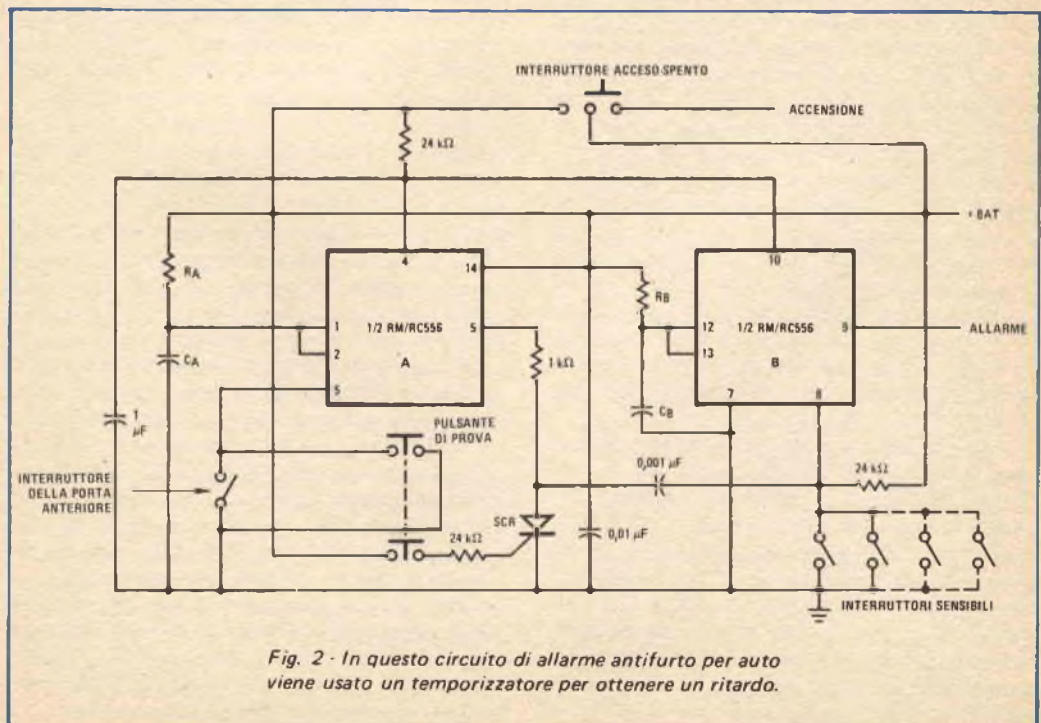 INTERRUTTORE ACCESO-SPENTO
ACCENSIONE
24 kΩ
+BAT
RA
4
14
10
RB
1
1/2 RM/RC556
5
12
1/2 RM/RC556
9
ALLARME
2
A
1 kΩ
13
B
CA
5
7
8
CB
1
µF
PULSANTE
DI PROVA
0,001 µF
24 kΩ
INTERRUTTORE
DELLA PORTA
ANTERIORE
SCR
0,01 µF
24 kΩ
INTERRUTTORI SENSIBILI
Fig. 2 - In questo circuito di allarme antifurto per auto
viene usato un temporizzatore per ottenere un ritardo.